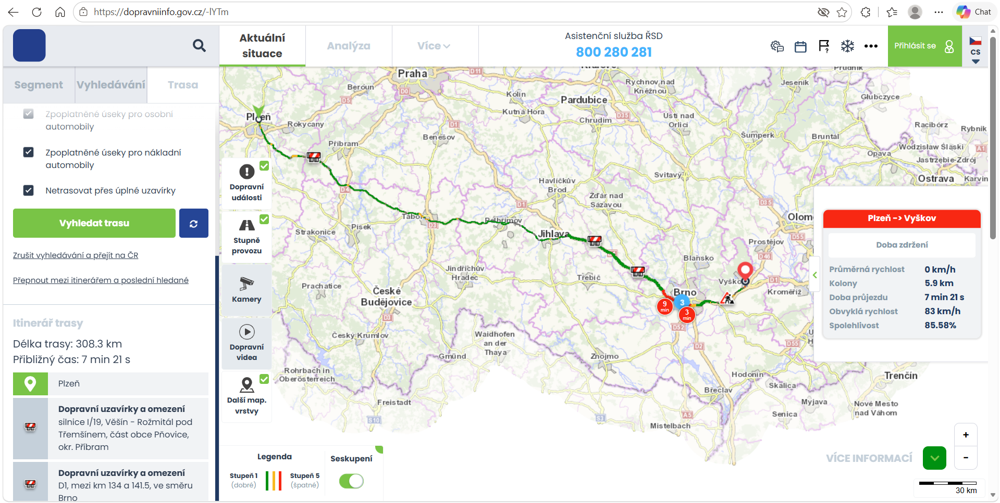 https://dopravniinfo.gov.cz/-lYTm
Chat
Aktuální situace
Analýza
Více
Asistenční služba ŘSD
800 280 281
Přihlásit se
CS
Segment
Vyhledávání
Trasa
Zpoplatněné úseky pro osobní
automobily
Zpoplatněné úseky pro nákladní
automobily
Netrasovat přes úplné uzavírky
Vyhledat trasu
Zrušit vyhledávání a přejít na ČR
Přepnout mezi itinerářem a poslední hledané
Itinerář trasy
Délka trasy: 308.3 km
Přibližný čas: 7 min 21 s
Plzeň
Dopravní uzavírky a omezení
silnice I/19, Věšín - Rožmitál pod
Třemšínem, část obce Pňovice,
okr. Příbram
Dopravní uzavírky a omezení
D1, mezi km 134 a 141.5, ve směru
Brno
Dopravní
události
Stupně
provozu
Kamery
Dopravní
videa
Další map.
vrstvy
Legenda
Stupeň 1
(dobré)
Stupeň 5
(špatné)
Seskupení
Praha
D11
Beroun
D0
D5
Kolín
Rychnov nad
Kněžnou
Prudník
Jeseník
Głubczyce
Pardubice
Kutná Hora
D35
Chrudim
Ústí nad
Orlicí
Plzeň
Rokycany
D1
Benešov
Příbram
Šumperk
Bruntál
Racibórz
Rybnik
Wodzisław Śląski
A1
Opava
Jastrzębie-Zdrój
Ostrava
Karvin
Svitavy
Havlíčkův
Brod
D4
Žďár nad
Sázavou
D1
D35
Tábor
D3
Pelhřimov
Olom
Písek
Strakonice
Jihlava
D55
Prostějov
D46
Blansko
Jindřichův
Hradec
Třebíč
Vyško
D1
Kroměříž
Prachatice
České
Budějovice
Brno
9
min
3
3
min
D3
D52
Český Krumlov
Waidhofen
an der
Thaya
D2
D55
U
H
Gmünd
Znojmo
Rohrbach in
Oberösterreich
Hodonín
Trenčín
Skalica
Břeclav
Freistadt
Myjava
Nové Mesto
nad Váhom
S10
S3
A5
Senica
Mistelbach
Plzeň -> Vyškov
Doba zdržení
Průměrná rychlost 0 km/h
Kolony 5.9 km
Doba průjezdu 7 min 21 s
Obvyklá rychlost 83 km/h
Spolehlivost 85.58%
VÍCE INFORMACÍ
+
-
30 km